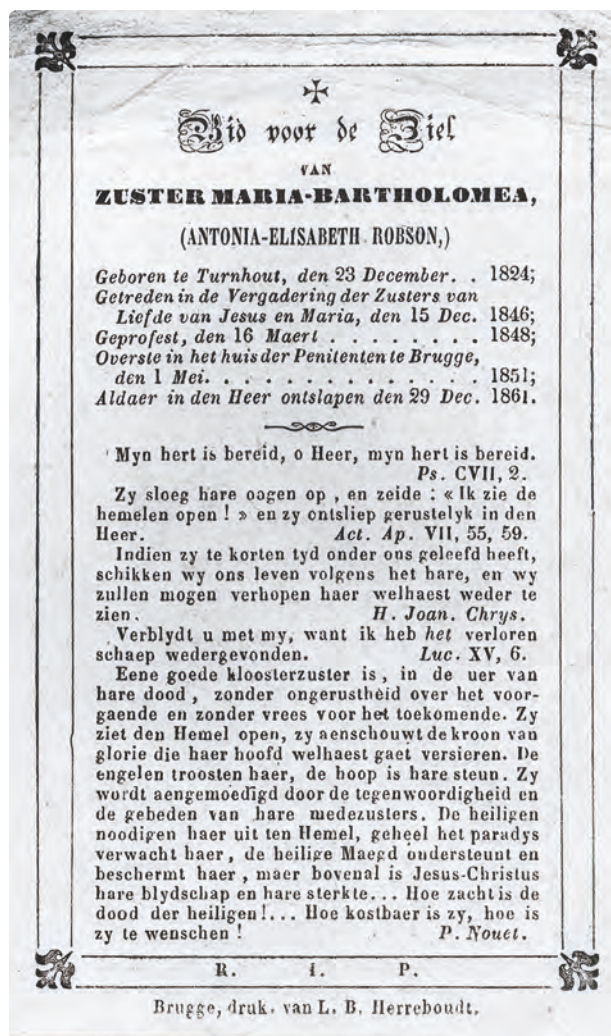 Bid voor de Ziel
VAN
ZUSTER MARIA-BARTHOLOMEA,
(ANTONIA-ELISABETH ROBSON,)
Geboren te Turnhout, den 23 December. . 1824;
Getreden in de Vergadering der Zusters van
Liefde van Jesus en Maria, den 15 Dec. 1846;
Geprofest, den 16 Maert . . . . . . . . 1848;
Overste in het huis der Penitenten te Brugge,
den 1 Mei. . . . . . . . . . . . . . 1851;
Aldaer in den Heer ontslapen den 29 Dec. 1861.
Myn hert is bereid, o Heer, myn hert is bereid.
Ps. CVII, 2.
Zy sloeg hare oogen op, en zeide : « Ik zie de
hemelen open ! » en zy ontsliep gerustelyk in den
Heer. Act. Ap. VII, 55, 59.
Indien zy te korten tyd onder ons geleefd heeft,
schikken wy ons leven volgens het hare, en wy
zullen mogen verhopen haer welhaest weder te
zien. H. Joan. Chrys.
Verblydt u met my, want ik heb het verloren
schaep wedergevonden. Luc. XV, 6.
Eene goede kloosterzuster is, in de uer van
hare dood, zonder ongerustheid over het voor-
gaende en zonder vrees voor het toekomende. Zy
ziet den Hemel open, zy aenschouwt de kroon van
glorie die haer hoofd welhaest gaet versieren. De
engelen troosten haer, de hoop is hare steun. Zy
wordt aengemoedigd door de tegenwoordigheid en
de gebeden van hare medezusters. De heiligen
noodigen haer uit ten Hemel, geheel het paradys
verwacht haer, de heilige Maegd ondersteunt en
beschermt haer, maer bovenal is Jesus-Christus
hare blydschap en hare sterkte... Hoe zacht is de
dood der heiligen !... Hoe kostbaer is zy, hoe is
zy te wenschen ! P. Nouet.
R. I. P.
Brugge, druk. van L. B. Herreboudt.